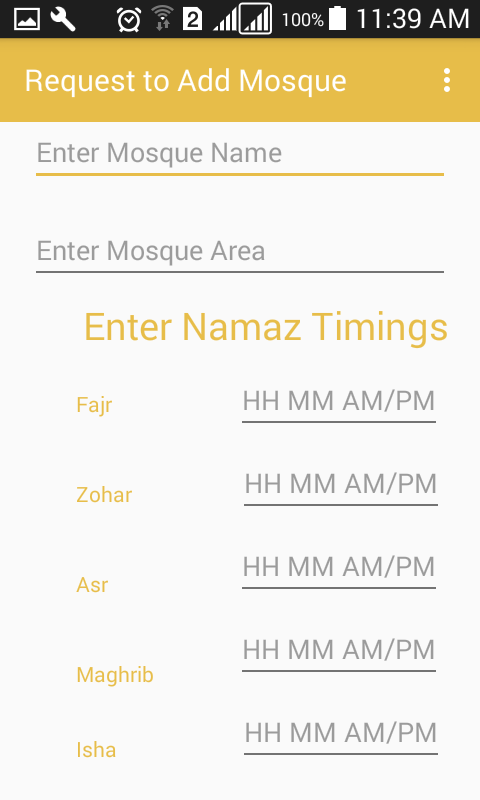 2 100% 11:39 AM
Request to Add Mosque
Enter Mosque Name
Enter Mosque Area
Enter Namaz Timings
Fajr HH MM AM/PM
Zohar HH MM AM/PM
Asr HH MM AM/PM
Maghrib HH MM AM/PM
Isha HH MM AM/PM